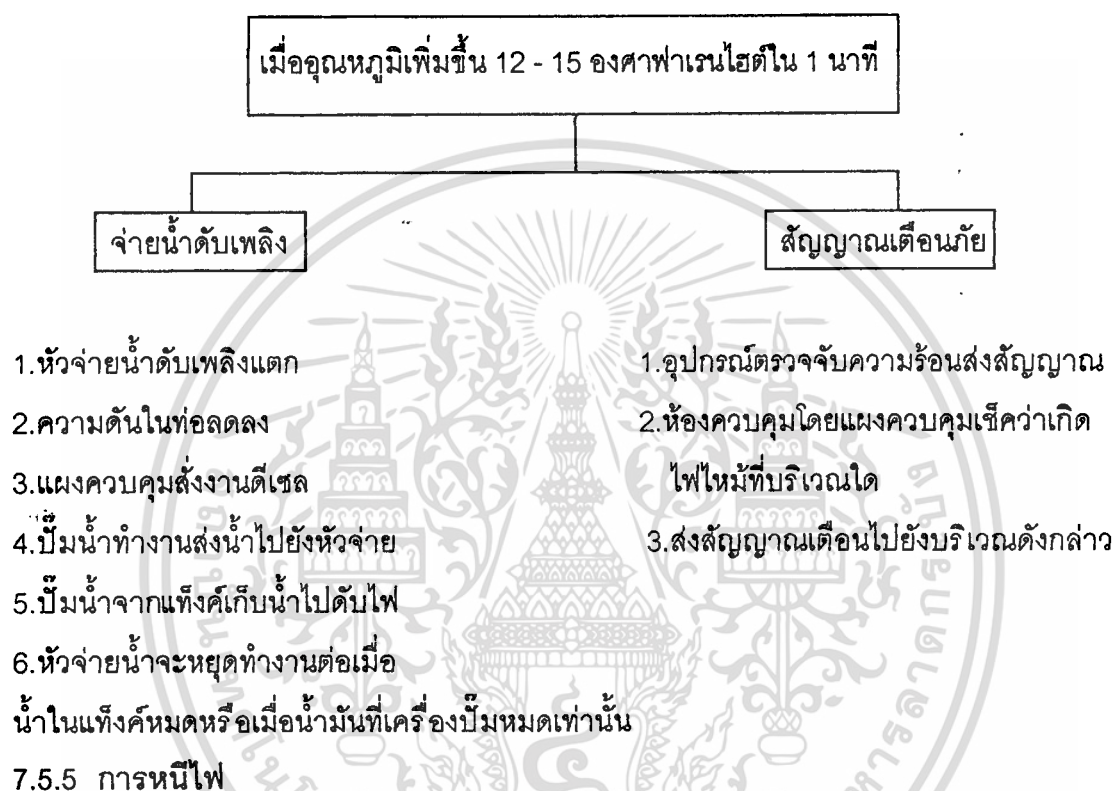 เมื่ออุณหภูมิเพิ่มขึ้น 12 - 15 องศาฟาเรนไฮต์ใน 1 นาที
จ่ายน้ำดับเพลิง
สัญญาณเตือนภัย
1.หัวจ่ายน้ำดับเพลิงแตก
2.ความดันในท่อลดลง
3.แผงควบคุมสั่งงานดีเซล
4.ปั๊มน้ำทำงานส่งน้ำไปยังหัวจ่าย
5.ปั๊มน้ำจากแท็งค์เก็บน้ำไปดับไฟ
6.หัวจ่ายน้ำจะหยุดทำงานต่อเมื่อ
น้ำในแท็งค์หมดหรือเมื่อน้ำมันที่เครื่องปั๊มหมดเท่านั้น
1.อุปกรณ์ตรวจจับความร้อนส่งสัญญาณ
2.ห้องควบคุมโดยแผงควบคุมเช็คว่าเกิด
ไฟไหม้ที่บริเวณใด
3.ส่งสัญญาณเตือนไปยังบริเวณดังกล่าว
7.5.5 การหนีไฟ